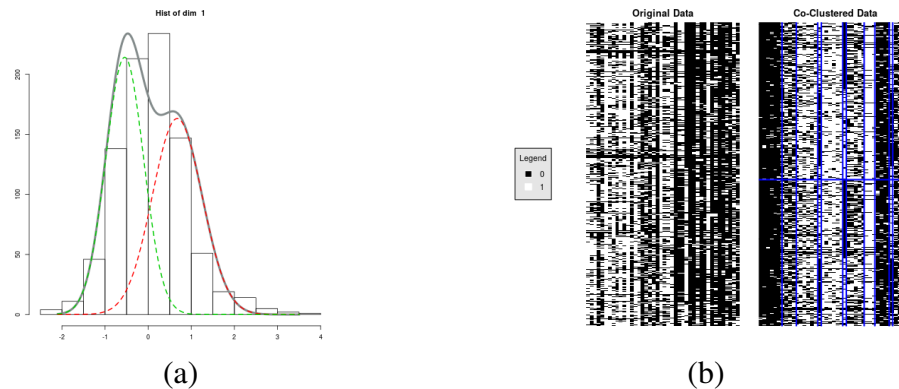 Hist of dim 1
200
150
100
50
0
-2 -1 0 1 2 3 4
(a)
Original Data Co-Clustered Data
Legend
0
1
(b)